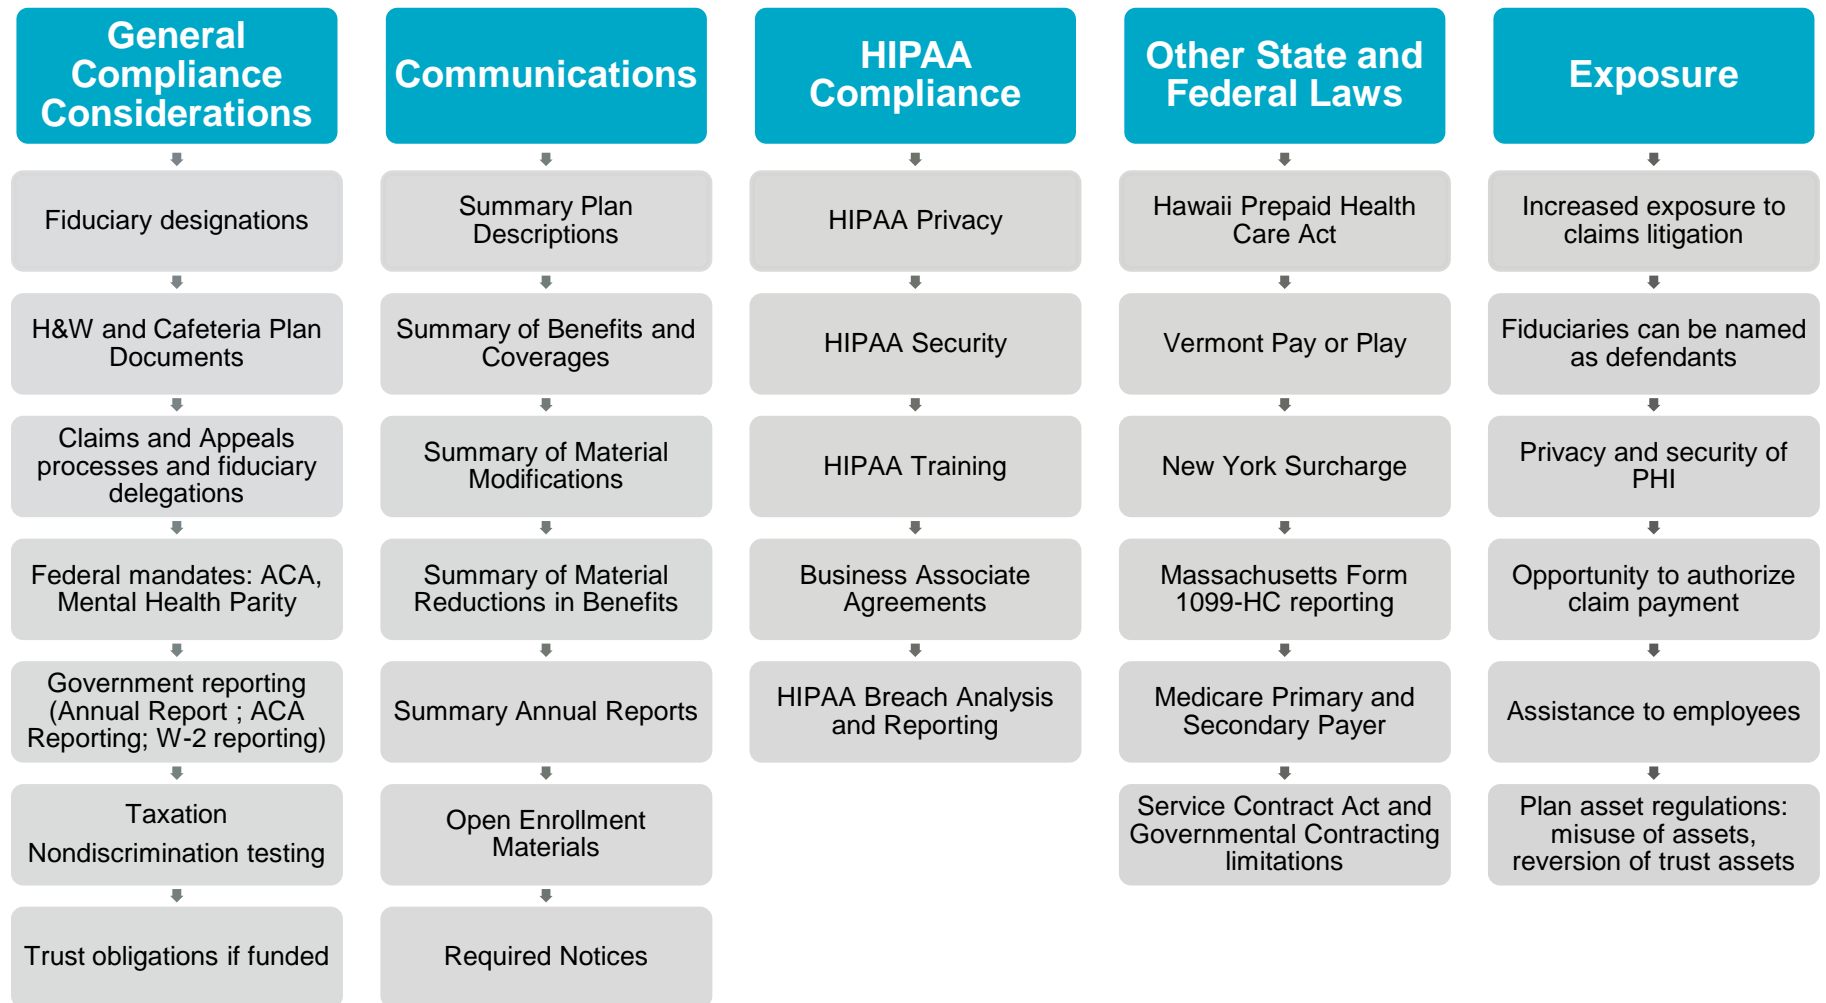 General
Compliance
Considerations
Fiduciary designations
H&W and Cafeteria Plan
Documents
Claims and Appeals
processes and fiduciary
delegations
Federal mandates: ACA,
Mental Health Parity
Government reporting
(Annual Report ; ACA
Reporting; W-2 reporting)
Taxation
Nondiscrimination testing
Trust obligations if funded
Communications
Summary Plan
Descriptions
Summary of Benefits and
Coverages
Summary of Material
Modifications
Summary of Material
Reductions in Benefits
Summary Annual Reports
Open Enrollment
Materials
Required Notices
HIPAA
Compliance
HIPAA Privacy
HIPAA Security
HIPAA Training
Business Associate
Agreements
HIPAA Breach Analysis
and Reporting
Other State and
Federal Laws
Hawaii Prepaid Health
Care Act
Vermont Pay or Play
New York Surcharge
Massachusetts Form
1099-HC reporting
Medicare Primary and
Secondary Payer
Service Contract Act and
Governmental Contracting
limitations
Exposure
Increased exposure to
claims litigation
Fiduciaries can be named
as defendants
Privacy and security of
PHI
Opportunity to authorize
claim payment
Assistance to employees
Plan asset regulations:
misuse of assets,
reversion of trust assets